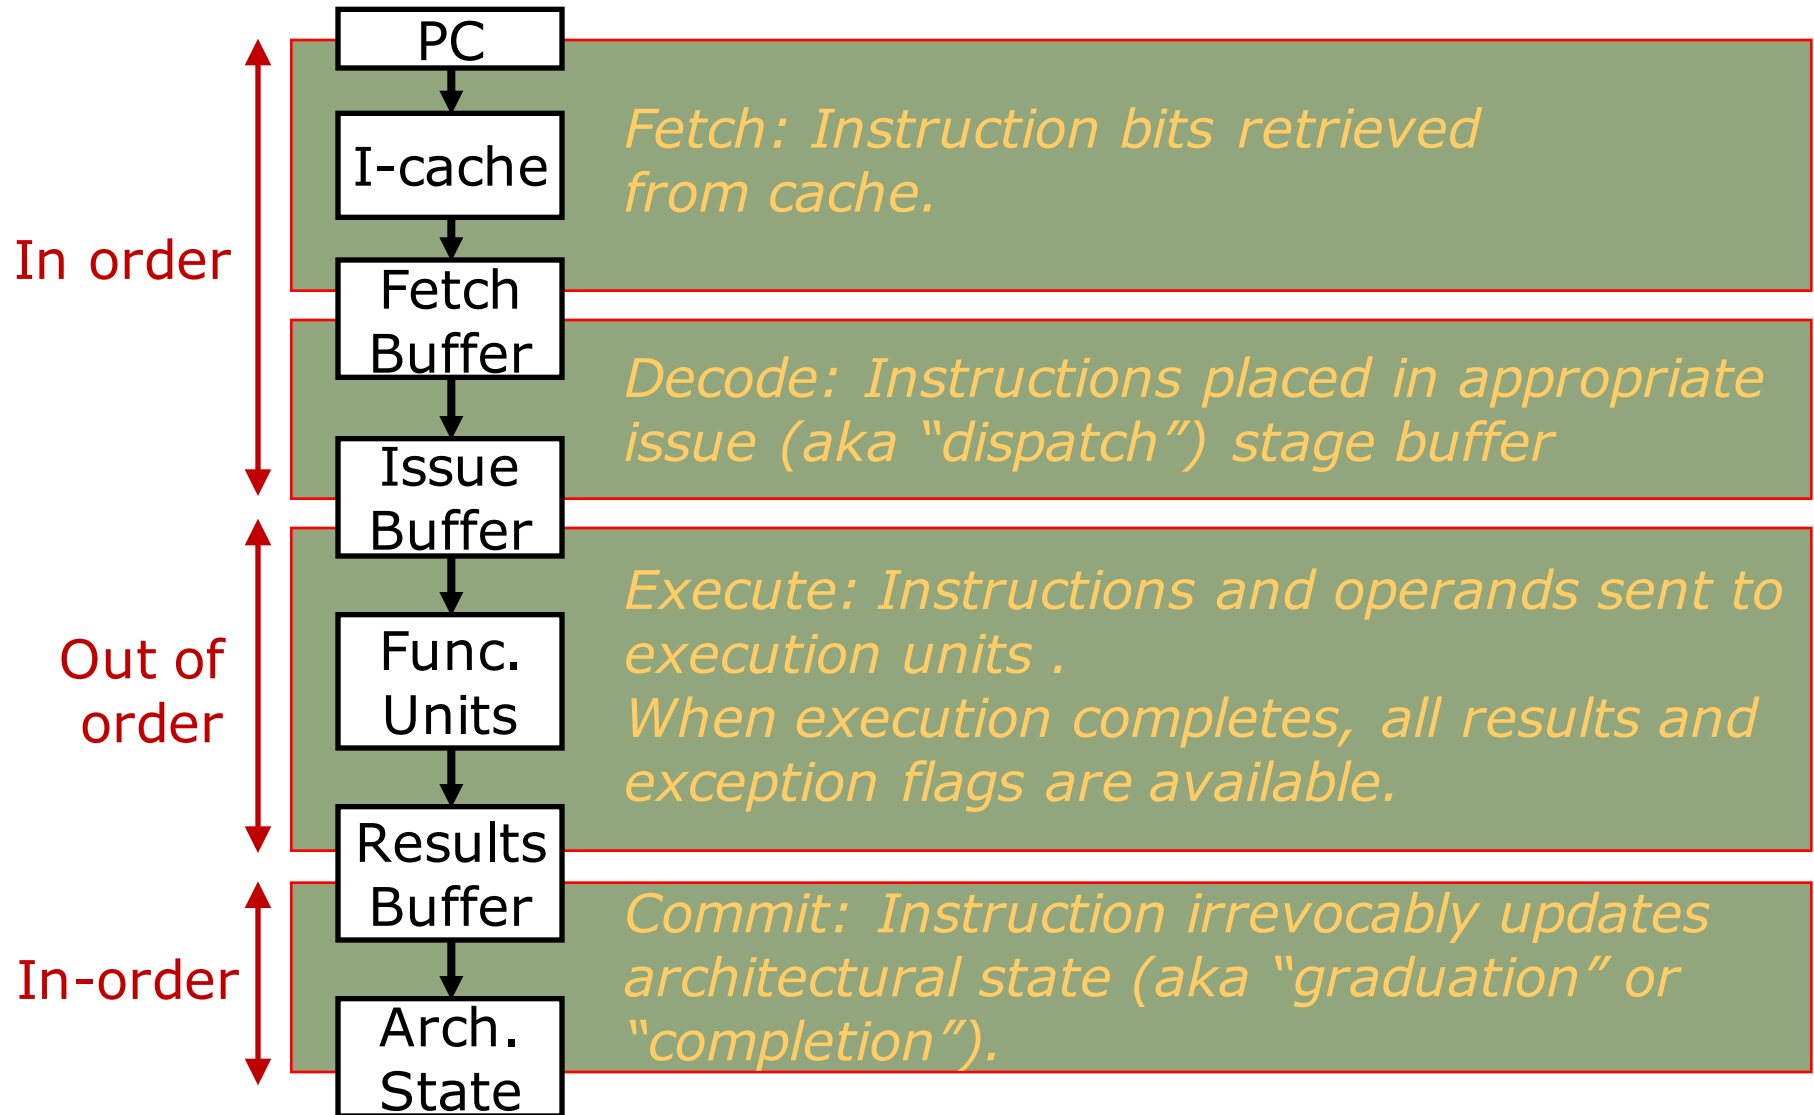 PC
I-cache
Fetch
Buffer
Issue
Buffer
Func.
Units
Results
Buffer
Arch.
State
In order
Out of
order
In-order
Fetch: Instruction bits retrieved
from cache.
Decode: Instructions placed in appropriate
issue (aka “dispatch”) stage buffer
Execute: Instructions and operands sent to
execution units .
When execution completes, all results and
exception flags are available.
Commit: Instruction irrevocably updates
architectural state (aka “graduation” or
“completion”).